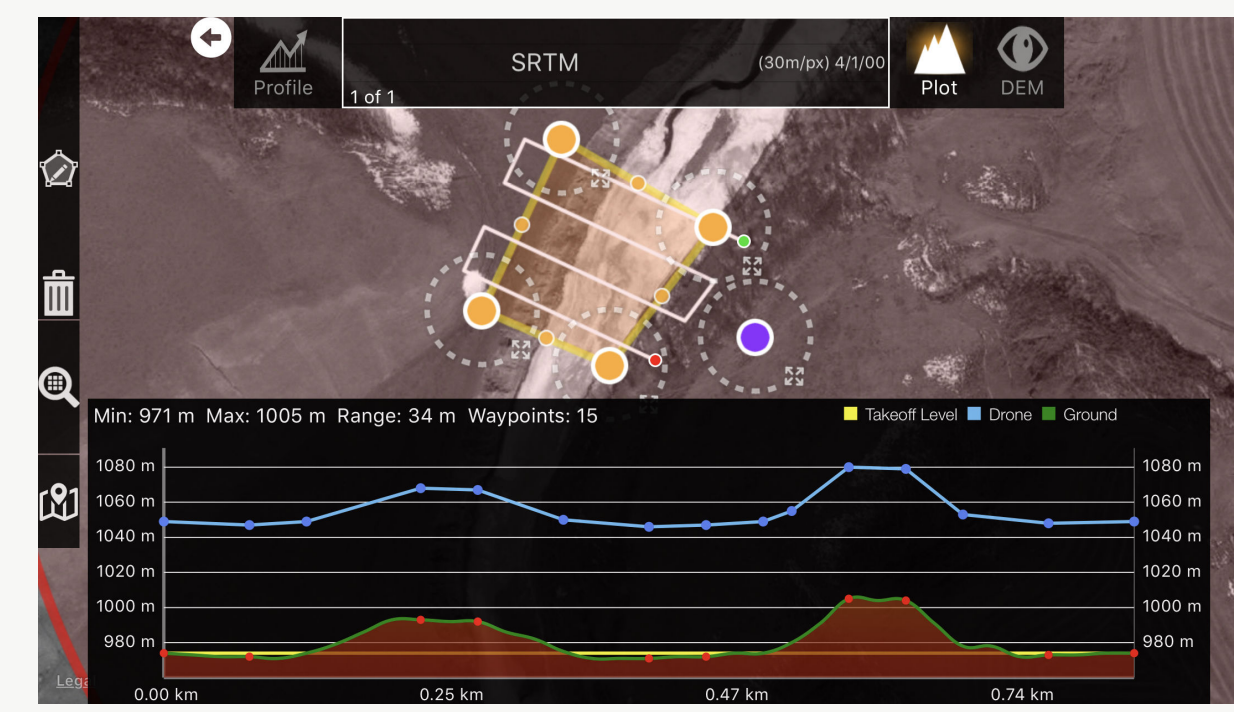 SRTM
(30m/px) 4/1/00
Profile
1 of 1
Plot
DEM
Min: 971 m Max: 1005 m Range: 34 m Waypoints: 15
Takeoff Level Drone Ground
1080 m 1080 m
1060 m 1060 m
1040 m 1040 m
1020 m 1020 m
1000 m 1000 m
980 m 980 m
0.00 km 0.25 km 0.47 km 0.74 km